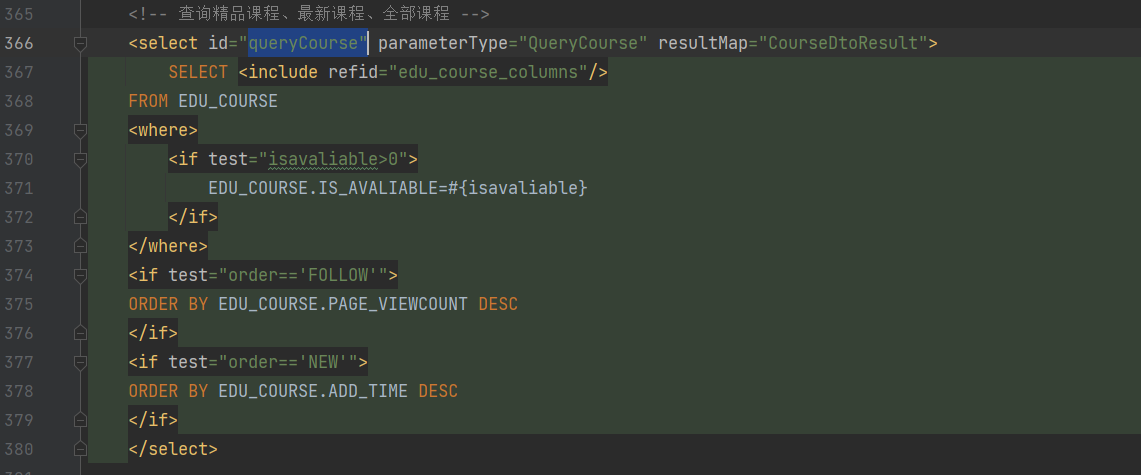 365 <!-- 查询精品课程、最新课程、全部课程 -->
366 <select id="queryCourse" parameterType="QueryCourse" resultMap="CourseDtoResult">
367 SELECT <include refid="edu_course_columns"/>
368 FROM EDU_COURSE
369 <where>
370 <if test="isavaliable>0">
371 EDU_COURSE.IS_AVALIABLE=#{isavaliable}
372 </if>
373 </where>
374 <if test="order=='FOLLOW'">
375 ORDER BY EDU_COURSE.PAGE_VIEWCOUNT DESC
376 </if>
377 <if test="order=='NEW'">
378 ORDER BY EDU_COURSE.ADD_TIME DESC
379 </if>
380 </select>